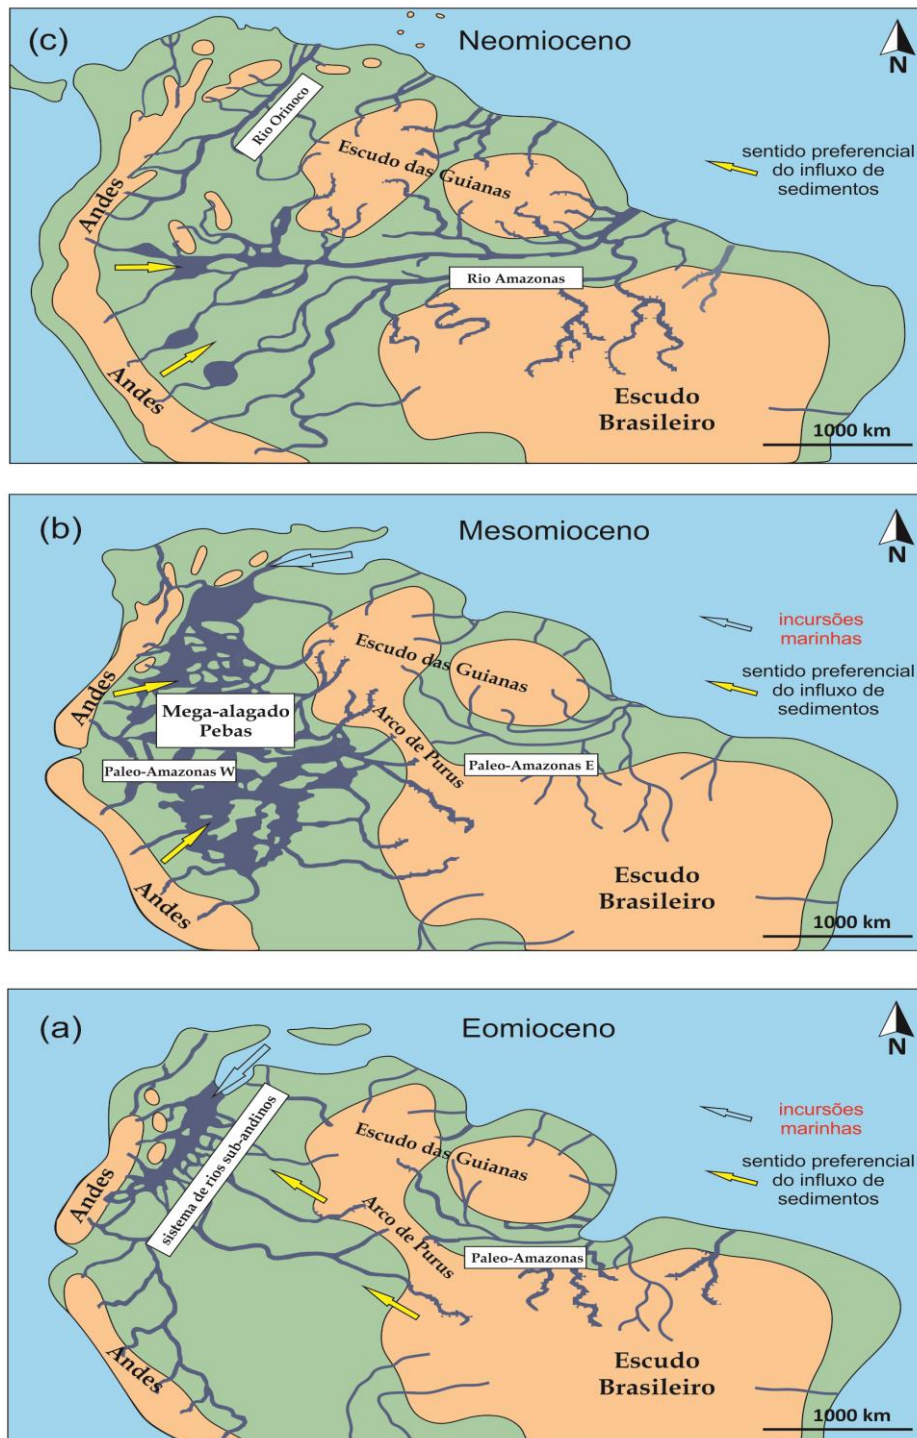 (c)
Neomioceno
N
Rio Orinoco
Escudo das Guianas
sentido preferencial
do influxo de
sedimentos
Andes
Rio Amazonas
Andes
Escudo
Brasileiro
1000 km
(b)
Mesomioceno
N
incursões
marinhas
Escudo das Guianas
sentido preferencial
do influxo de
sedimentos
Andes
Mega-alagado
Pebas
Arco de Purus
Paleo-Amazonas W
Paleo-Amazonas E
Andes
Escudo
Brasileiro
1000 km
(a)
Eomioceno
N
incursões
marinhas
sistema de rios sub-andinos
Escudo das Guianas
sentido preferencial
do influxo de
sedimentos
Andes
Arco de Purus
Paleo-Amazonas
Andes
Escudo
Brasileiro
1000 km